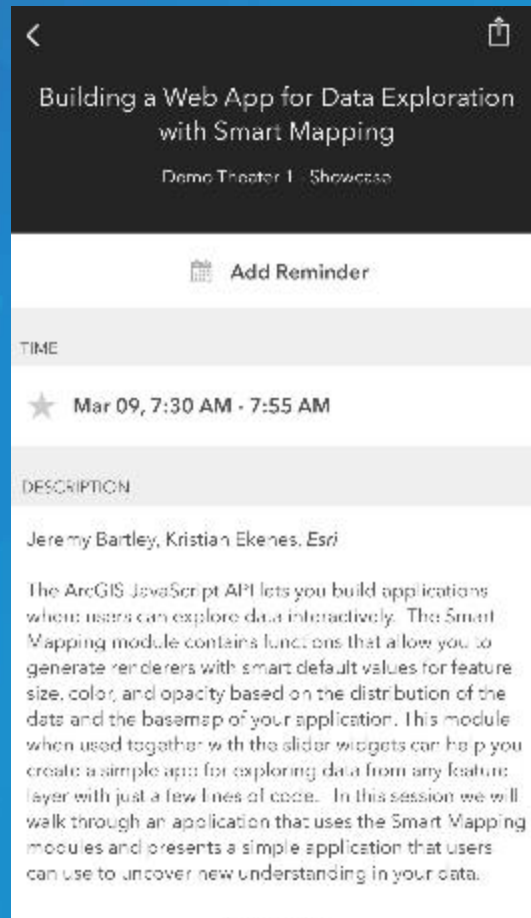 Building a Web App for Data Exploration
with Smart Mapping
Demo Theater 1 - Showcase
Add Reminder
TIME
Mar 09, 7:30 AM - 7:55 AM
DESCRIPTION
Jeremy Bartley, Kristian Ekenes, Esri
The ArcGIS JavaScript API lets you build applications
where users can explore data interactively. The Smart
Mapping module contains functions that allow you to
generate renderers with smart default values for feature
size, color, and opacity based on the distribution of the
data and the basemap of your application. This module
when used together with the slider widgets can help you
create a simple app for exploring data from any feature
layer with just a few lines of code. In this session we will
walk through an application that uses the Smart Mapping
modules and presents a simple application that users
can use to uncover new understanding in your data.